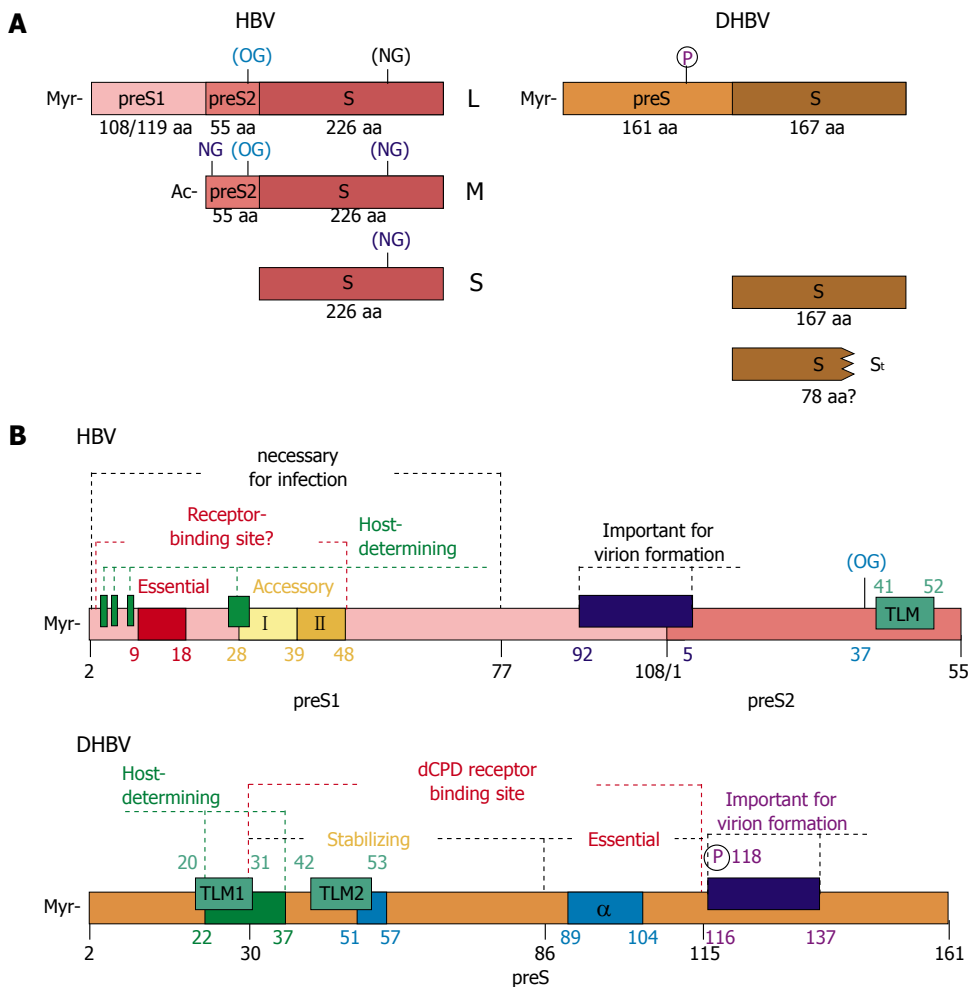 A
HBV
DHBV
(OG)
(NG)
P
Myr-
preS1
preS2
S
L
Myr-
preS
S
108/119 aa
55 aa
226 aa
161 aa
167 aa
NG
(OG)
(NG)
Ac-
preS2
S
M
55 aa
226 aa
(NG)
S
S
226 aa
S
167 aa
S
St
78 aa?
B
HBV
necessary
for infection
Receptor-
binding site?
Host-
determining
Important for
virion formation
Essential
Accessory
(OG)
41
52
Myr-
I
II
TLM
2
9
18
28
39
48
77
92
108/1
5
37
55
preS1
preS2
DHBV
Host-
determining
dCPD receptor
binding site
Important for
virion formation
Stabilizing
Essential
20
31
42
53
P
118
Myr-
TLM1
TLM2
α
2
22
30
37
51
57
86
89
104
115
116
137
161
preS